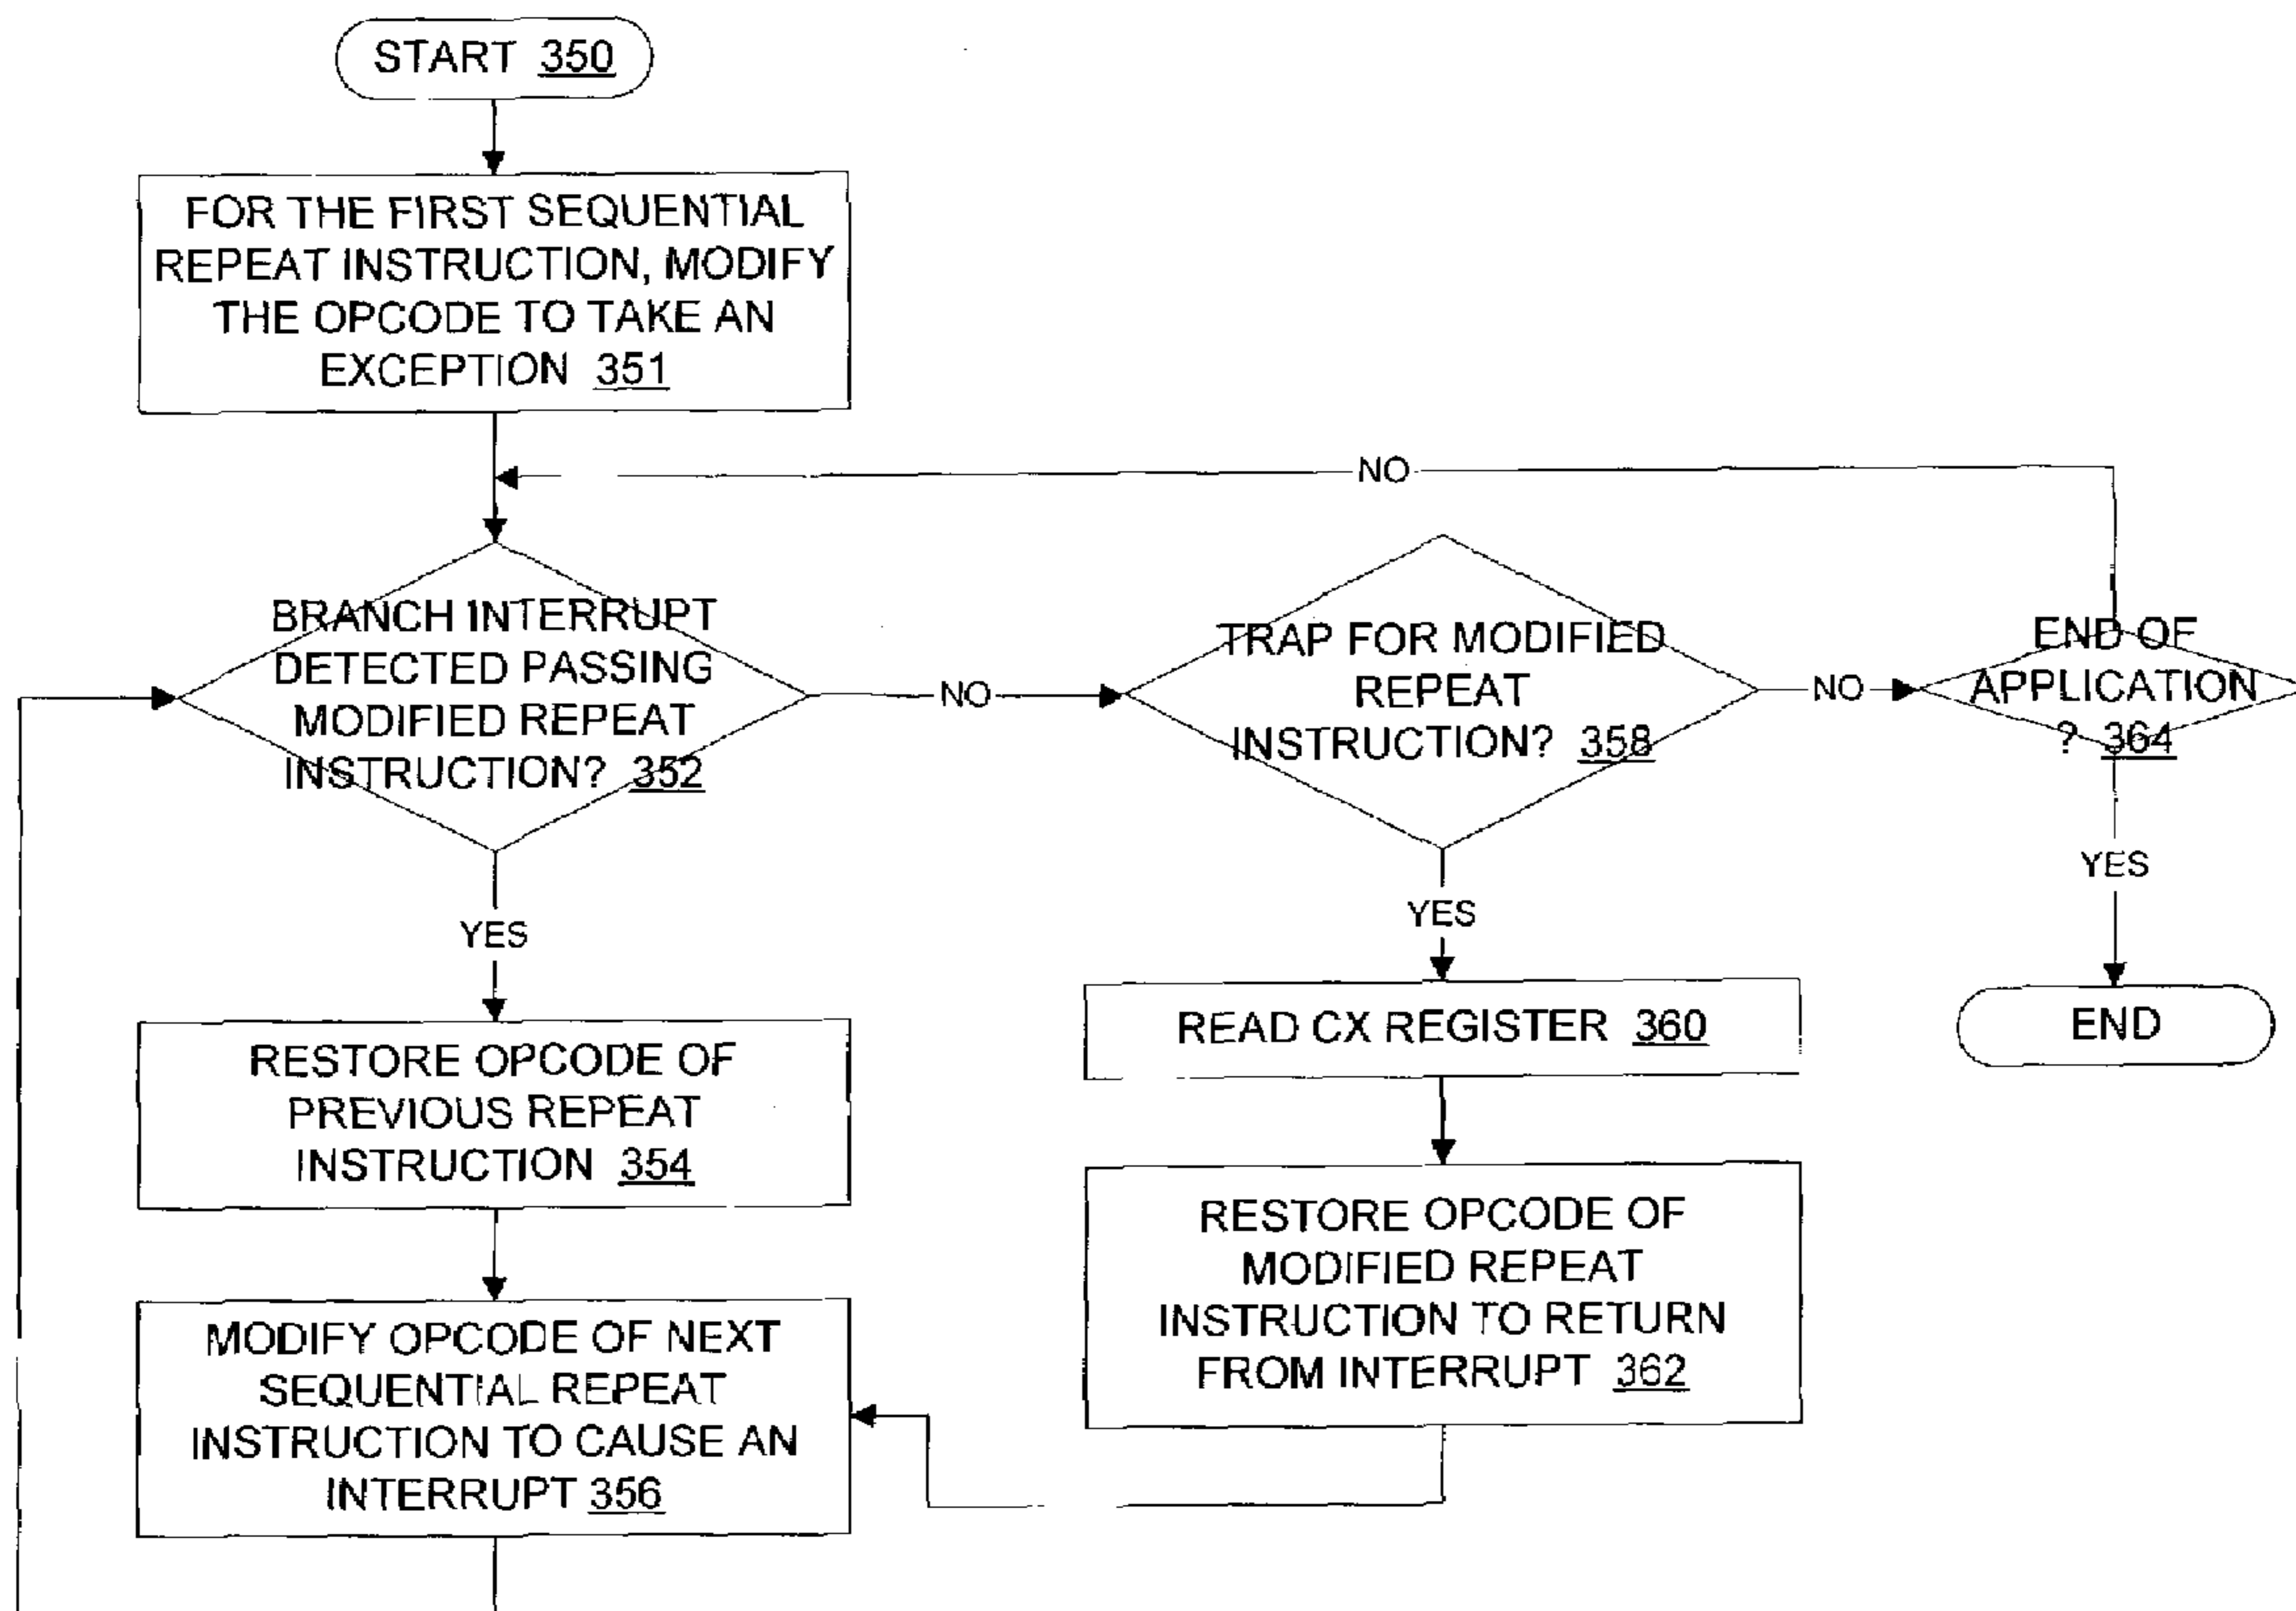 START 350
FOR THE FIRST SEQUENTIAL
REPEAT INSTRUCTION, MODIFY
THE OPCODE TO TAKE AN
EXCEPTION 351
NO
BRANCH INTERRUPT
DETECTED PASSING
MODIFIED REPEAT
INSTRUCTION? 352
NO
TRAP FOR MODIFIED
REPEAT
INSTRUCTION? 358
NO
END OF
APPLICATION
? 364
YES
YES
YES
RESTORE OPCODE OF
PREVIOUS REPEAT
INSTRUCTION 354
READ CX REGISTER 360
END
MODIFY OPCODE OF NEXT
SEQUENTIAL REPEAT
INSTRUCTION TO CAUSE AN
INTERRUPT 356
RESTORE OPCODE OF
MODIFIED REPEAT
INSTRUCTION TO RETURN
FROM INTERRUPT 362